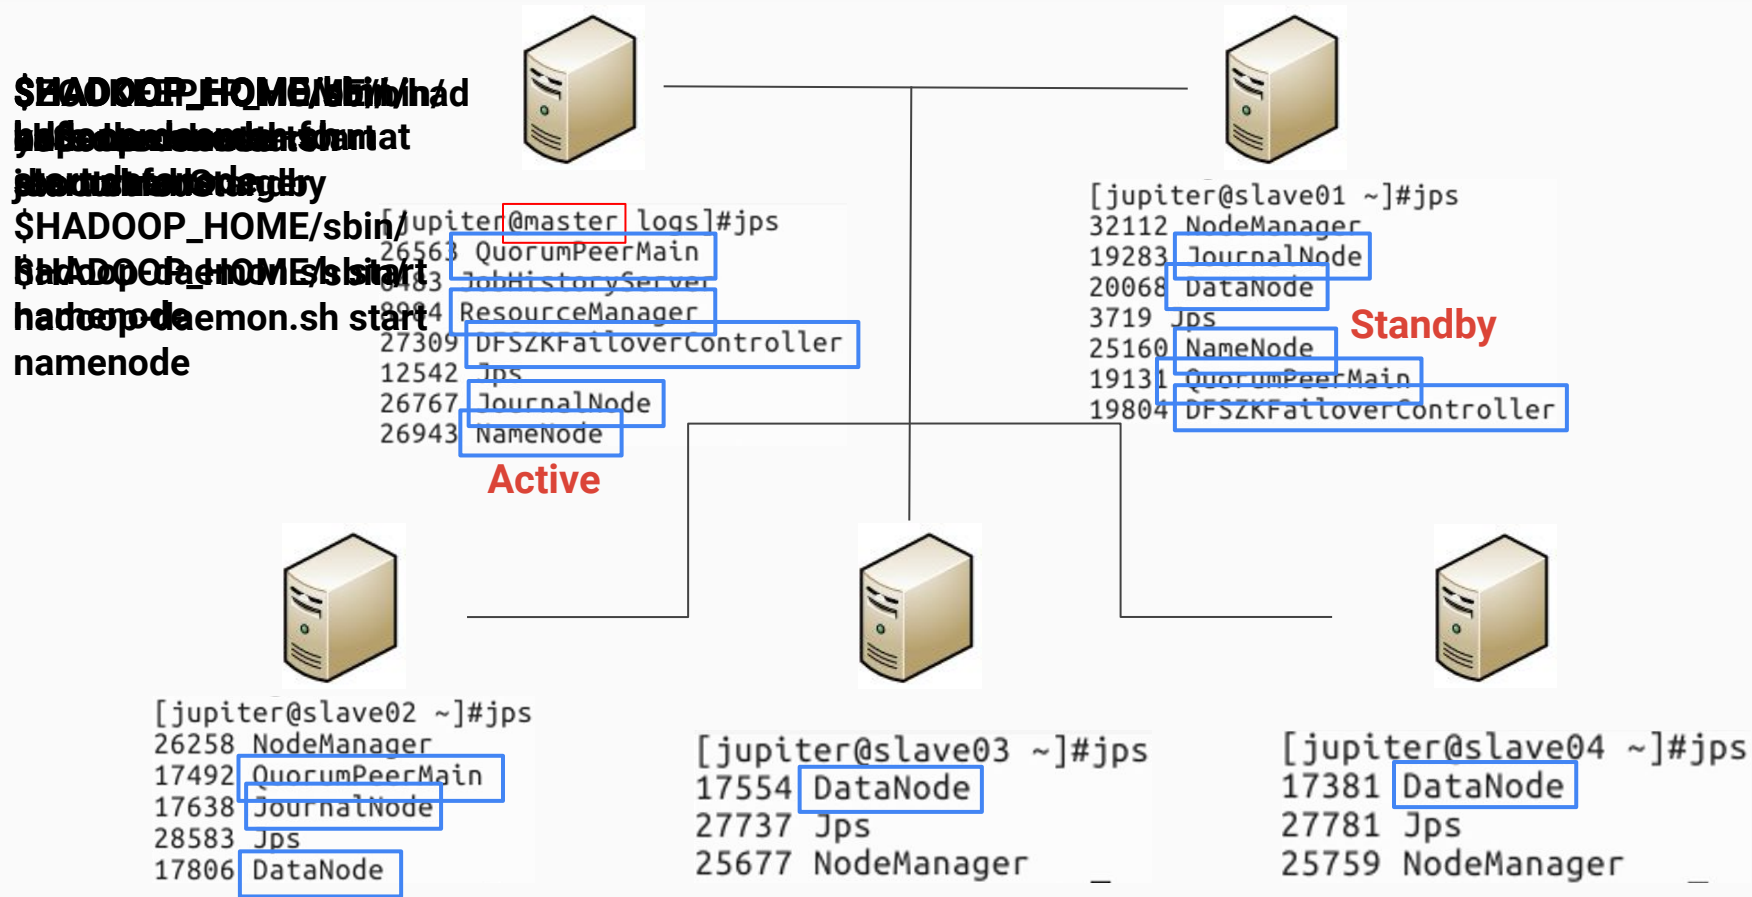 $HADOOP_HOME/sbin/
hadoop-daemon.sh start
namenode
[jupiter@master logs]#jps
26563 QuorumPeerMain
JobHistoryServer
ResourceManager
27309 DFSZKFailoverController
12542 Jps
26767 JournalNode
26943 NameNode
Active
[jupiter@slave01 ~]#jps
32112 NodeManager
19283 JournalNode
20068 DataNode
3719 Jps
25160 NameNode
19131 QuorumPeerMain
19804 DFSZKFailoverController
Standby
[jupiter@slave02 ~]#jps
26258 NodeManager
17492 QuorumPeerMain
17638 JournalNode
28583 Jps
17806 DataNode
[jupiter@slave03 ~]#jps
17554 DataNode
27737 Jps
25677 NodeManager
[jupiter@slave04 ~]#jps
17381 DataNode
27781 Jps
25759 NodeManager